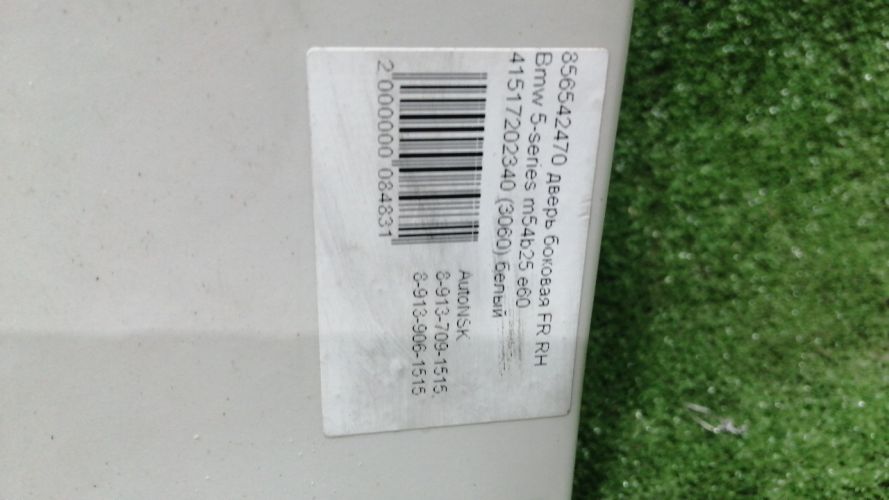 856542470 дверь боковая FR RH
Bmw 5-series m54b25 e60
41517202340 (3060) белый
2 000000 084831
AutoNSK
8-913-709-1515,
8-913-906-1515